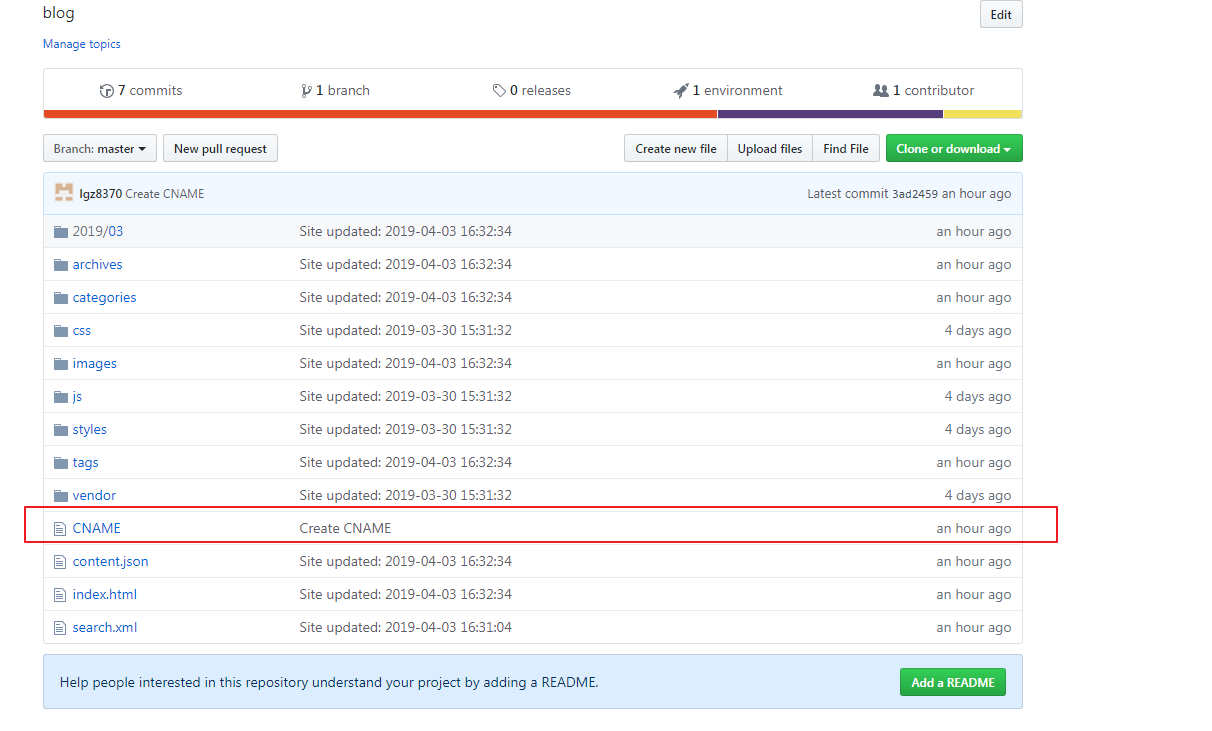 blog
Edit
Manage topics
7 commits 1 branch 0 releases 1 environment 1 contributor
Branch: master New pull request Create new file Upload files Find File Clone or download
lgz8370 Create CNAME Latest commit 3ad2459 an hour ago
2019/03 Site updated: 2019-04-03 16:32:34 an hour ago
archives Site updated: 2019-04-03 16:32:34 an hour ago
categories Site updated: 2019-04-03 16:32:34 an hour ago
css Site updated: 2019-03-30 15:31:32 4 days ago
images Site updated: 2019-04-03 16:32:34 an hour ago
js Site updated: 2019-03-30 15:31:32 4 days ago
styles Site updated: 2019-03-30 15:31:32 4 days ago
tags Site updated: 2019-04-03 16:32:34 an hour ago
vendor Site updated: 2019-03-30 15:31:32 4 days ago
CNAME Create CNAME an hour ago
content.json Site updated: 2019-04-03 16:32:34 an hour ago
index.html Site updated: 2019-04-03 16:32:34 an hour ago
search.xml Site updated: 2019-04-03 16:31:04 an hour ago
Help people interested in this repository understand your project by adding a README. Add a README